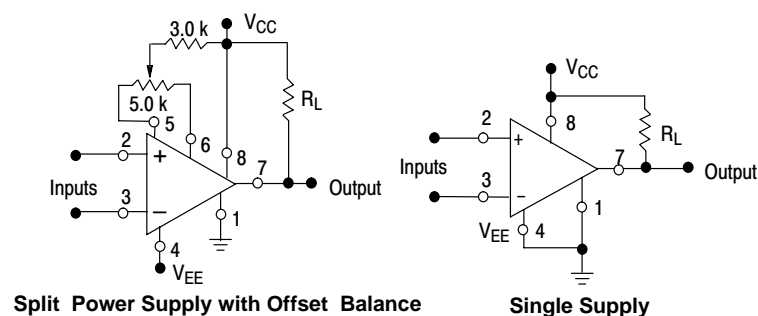 3.0 k
VCC
5.0 k
5
6
RL
2
8
+
7
Inputs
Output
3
−
1
4
VEE
Split Power Supply with Offset Balance
VCC
2
8
RL
+
7
Inputs
Output
3
−
1
VEE
4
Single Supply